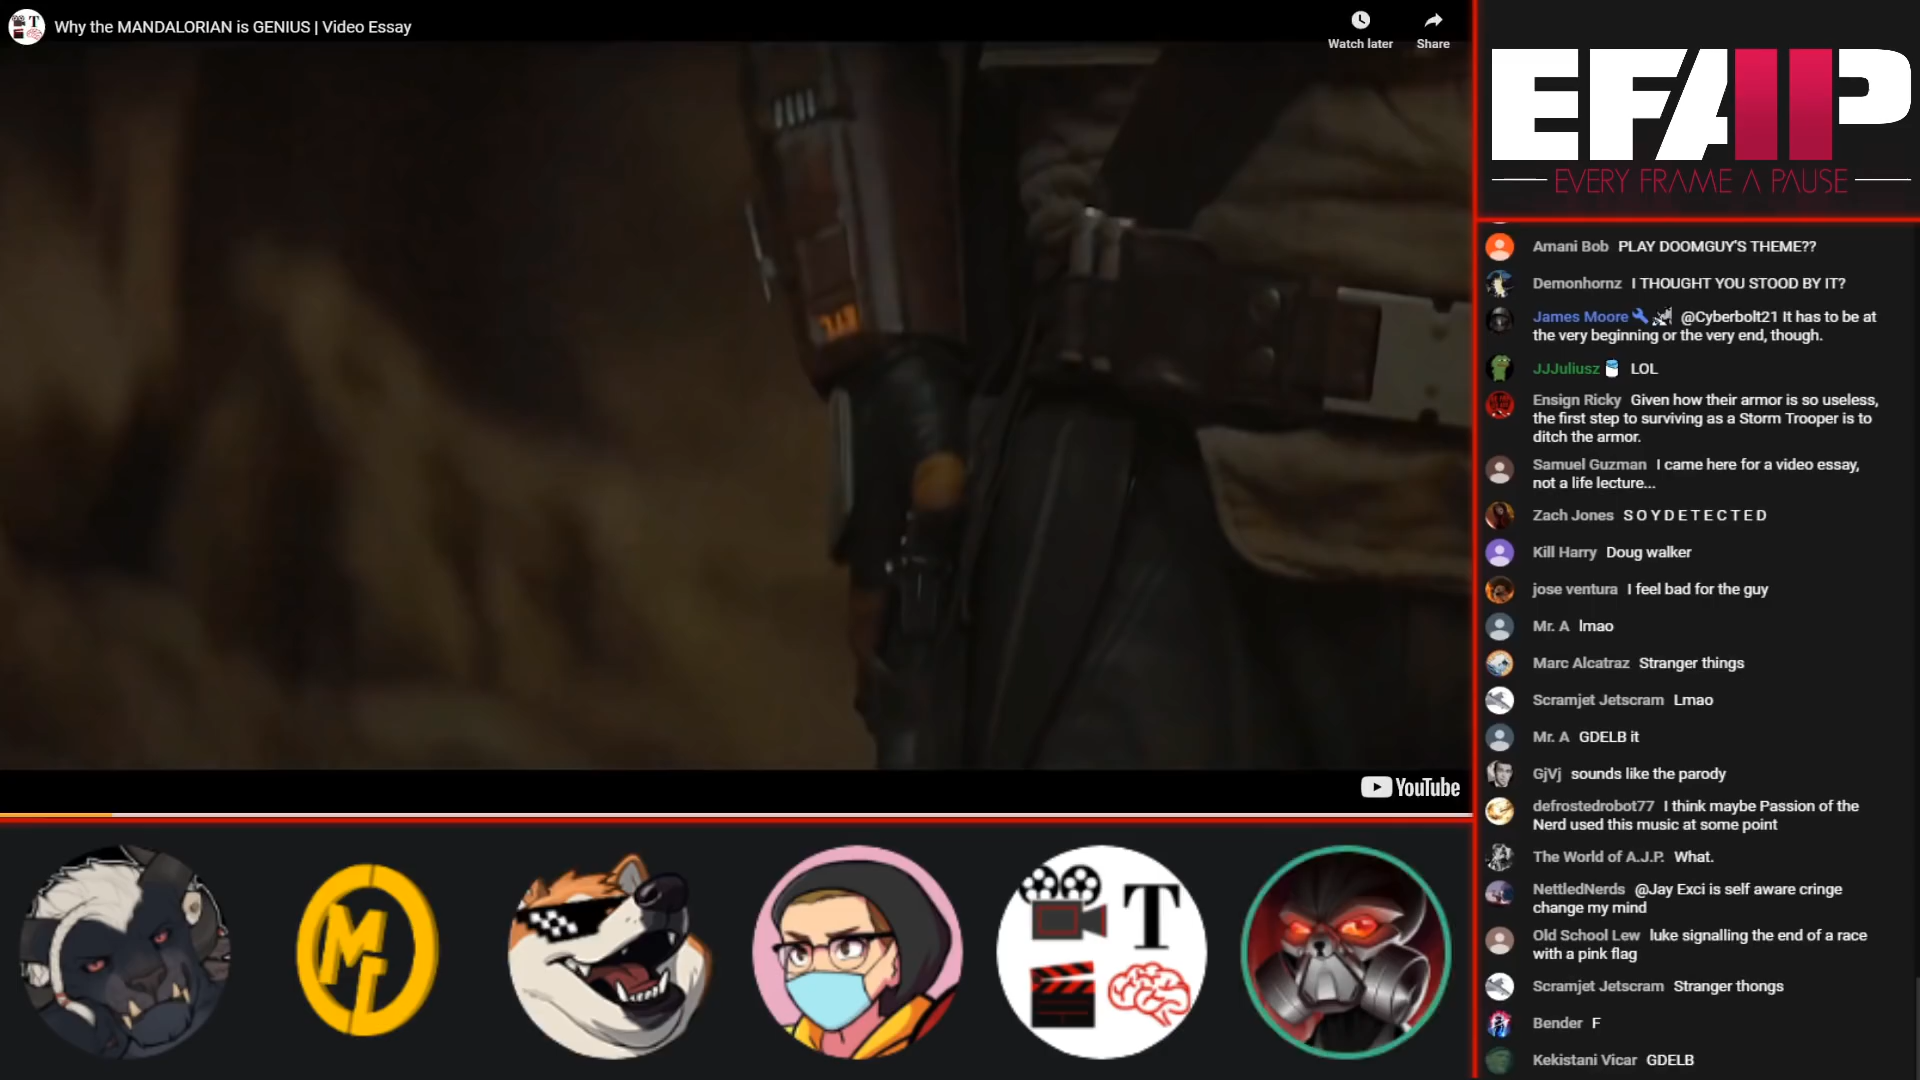 Why the MANDALORIAN is GENIUS | Video Essay
Watch later
Share
YouTube
EFAP
EVERY FRAME A PAUSE
Amani Bob PLAY DOOMGUY'S THEME??
Demonhornz I THOUGHT YOU STOOD BY IT?
James Moore @Cyberbolt21 It has to be at
the very beginning or the very end, though.
JJJuliusz LOL
Ensign Ricky Given how their armor is so useless,
the first step to surviving as a Storm Trooper is to
ditch the armor.
Samuel Guzman I came here for a video essay,
not a life lecture...
Zach Jones S O Y D E T E C T E D
Kill Harry Doug walker
jose ventura I feel bad for the guy
Mr. A lmao
Marc Alcatraz Stranger things
Scramjet Jetscram Lmao
Mr. A GDELB it
GjVj sounds like the parody
defrostedrobot77 I think maybe Passion of the
Nerd used this music at some point
The World of A.J.P. What.
NettledNerds @Jay Exci is self aware cringe
change my mind
Old School Lew luke signalling the end of a race
with a pink flag
Scramjet Jetscram Stranger thongs
Bender F
Kekistani Vicar GDELB
M
T